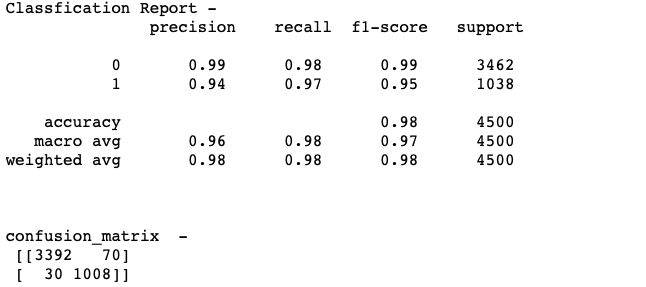 Classfication Report -
precision recall f1-score support
0 0.99 0.98 0.99 3462
1 0.94 0.97 0.95 1038
accuracy 0.98 4500
macro avg 0.96 0.98 0.97 4500
weighted avg 0.98 0.98 0.98 4500
confusion_matrix -
[[3392 70]
[ 30 1008]]